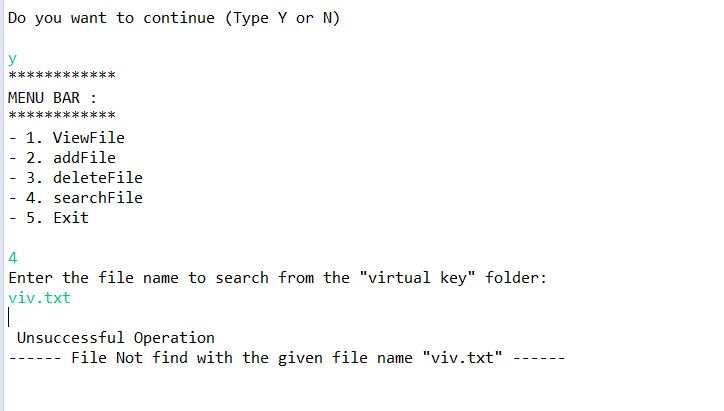 Do you want to continue (Type Y or N)
y
************
MENU BAR :
************
- 1. ViewFile
- 2. addFile
- 3. deleteFile
- 4. searchFile
- 5. Exit
4
Enter the file name to search from the "virtual key" folder:
viv.txt
Unsuccessful Operation
------ File Not find with the given file name "viv.txt" ------